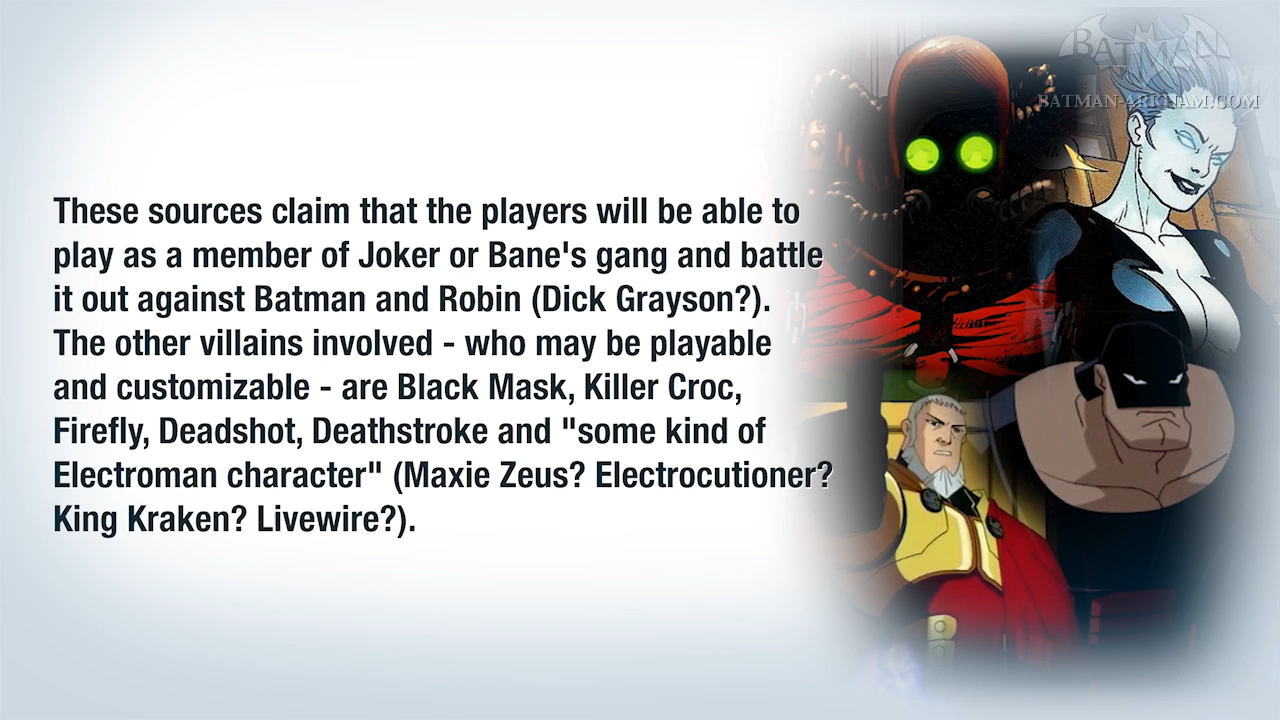 BATMAN
BATMAN-ARKHAM.COM
These sources claim that the players will be able to
play as a member of Joker or Bane's gang and battle
it out against Batman and Robin (Dick Grayson?).
The other villains involved - who may be playable
and customizable - are Black Mask, Killer Croc,
Firefly, Deadshot, Deathstroke and "some kind of
Electroman character" (Maxie Zeus? Electrocutioner?
King Kraken? Livewire?).